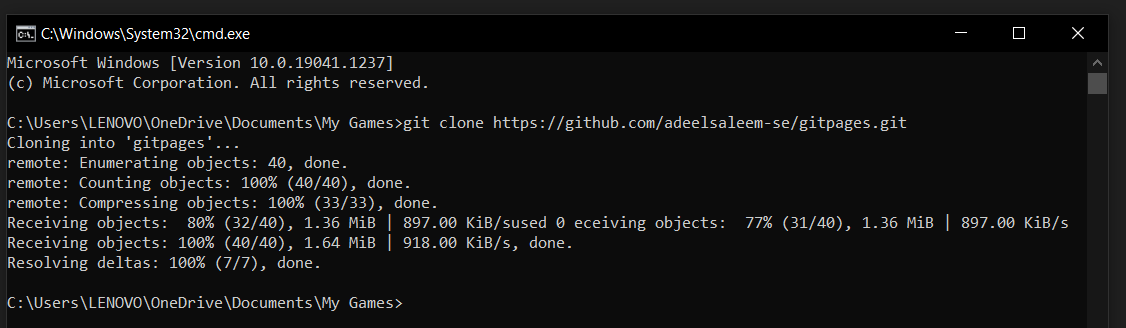 C:\Windows\System32\cmd.exe
Microsoft Windows [Version 10.0.19041.1237]
(c) Microsoft Corporation. All rights reserved.
C:\Users\LENOVO\OneDrive\Documents\My Games>git clone https://github.com/adeelsaleem-se/gitpages.git
Cloning into 'gitpages'...
remote: Enumerating objects: 40, done.
remote: Counting objects: 100% (40/40), done.
remote: Compressing objects: 100% (33/33), done.
Receiving objects:  80% (32/40), 1.36 MiB | 897.00 KiB/sused 0 eceiving objects:  77% (31/40), 1.36 MiB | 897.00 KiB/s
Receiving objects: 100% (40/40), 1.64 MiB | 918.00 KiB/s, done.
Resolving deltas: 100% (7/7), done.
C:\Users\LENOVO\OneDrive\Documents\My Games>